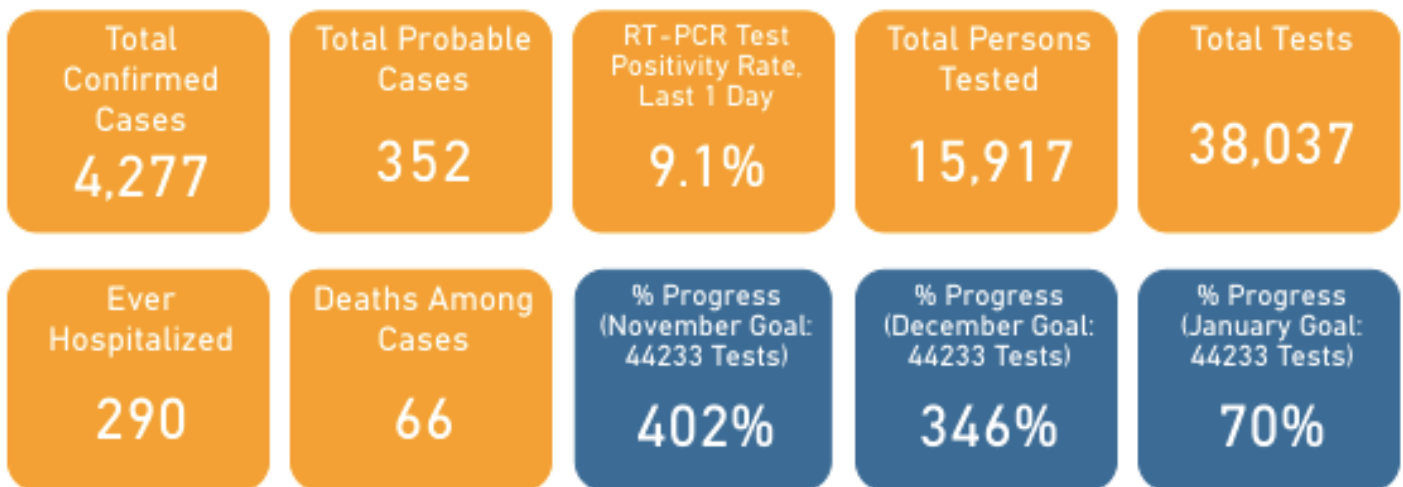 Total
Confirmed
Cases
4,277
Total Probable
Cases
352
RT-PCR Test
Positivity Rate,
Last 1 Day
9.1%
Total Persons
Tested
15,917
Total Tests
38,037
Ever
Hospitalized
290
Deaths Among
Cases
66
% Progress
(November Goal:
44233 Tests)
402%
% Progress
(December Goal:
44233 Tests)
346%
% Progress
(January Goal:
44233 Tests)
70%